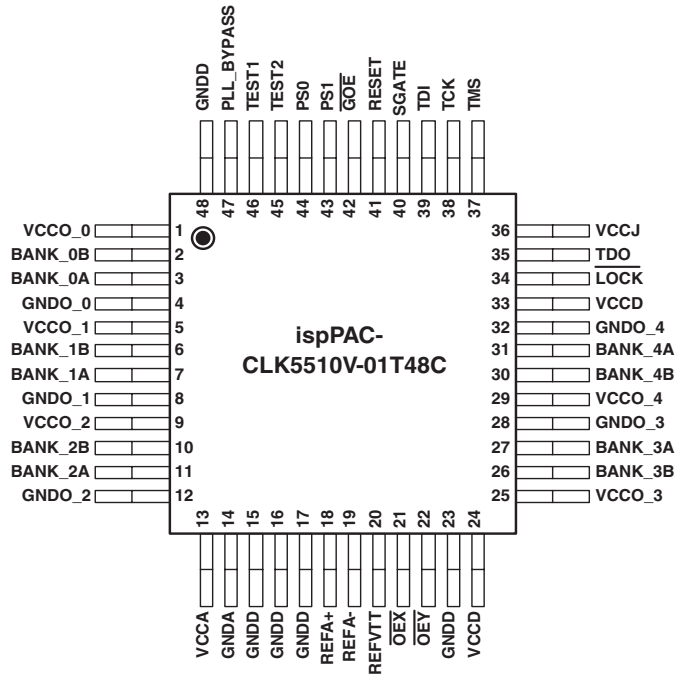 GNDD
PLL_BYPASS
TEST1
TEST2
PS0
PS1
GOE
RESET
SGATE
TDI
TCK
TMS
48
47
46
45
44
43
42
41
40
39
38
37
VCCO_0 1
BANK_0B 2
BANK_0A 3
GNDO_0 4
VCCO_1 5
BANK_1B 6
BANK_1A 7
GNDO_1 8
VCCO_2 9
BANK_2B 10
BANK_2A 11
GNDO_2 12
ispPAC-
CLK5510V-01T48C
36 VCCJ
35 TDO
34 LOCK
33 VCCD
32 GNDO_4
31 BANK_4A
30 BANK_4B
29 VCCO_4
28 GNDO_3
27 BANK_3A
26 BANK_3B
25 VCCO_3
13
14
15
16
17
18
19
20
21
22
23
24
VCCA
GNDA
GNDD
GNDD
GNDD
REFA+
REFA-
REFVTT
OEX
OEY
GNDD
VCCD